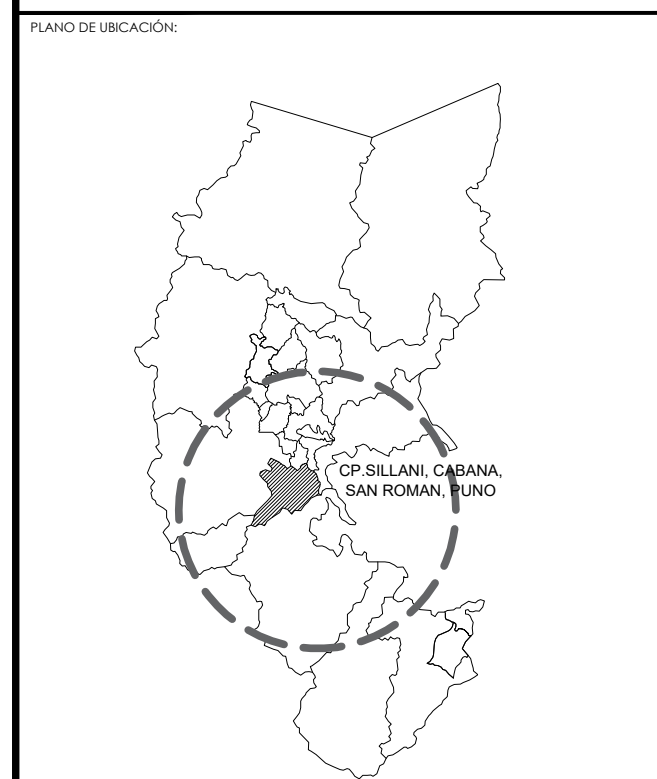 PLANO DE UBICACIÓN:
CP.SILLANI, CABANA,
SAN ROMAN, PUNO